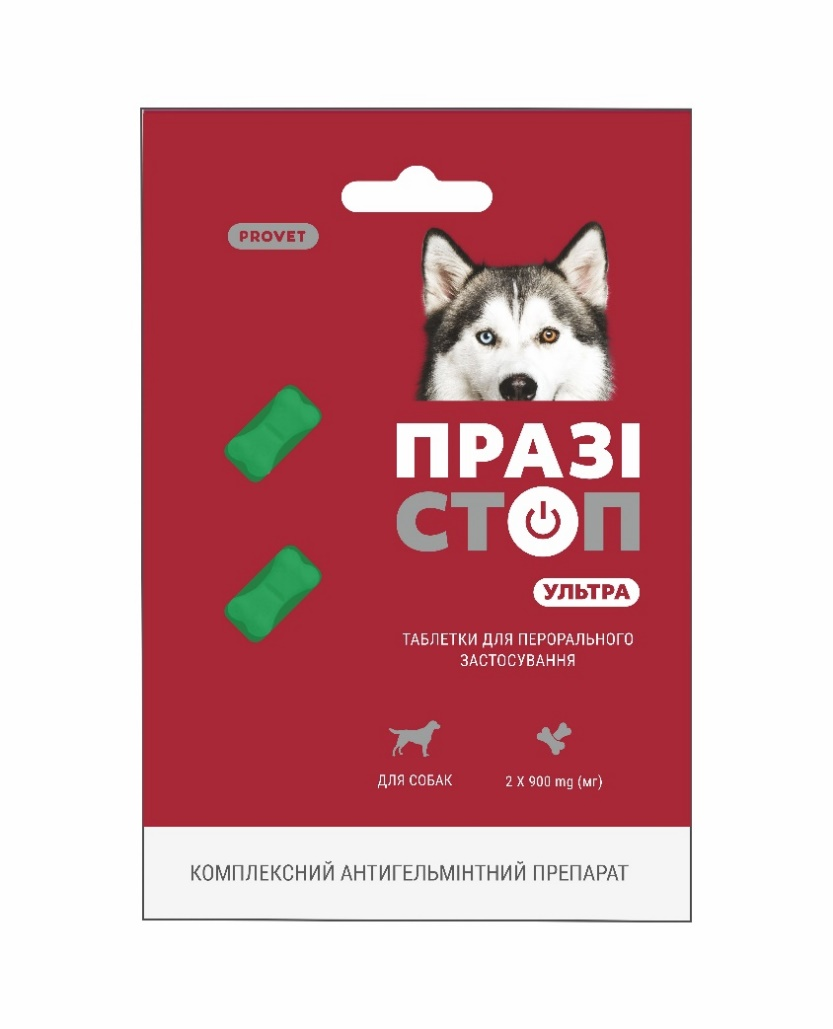 PROVET
ПРАЗІ
СТОП
УЛЬТРА
ТАБЛЕТКИ ДЛЯ ПЕРОРАЛЬНОГО
ЗАСТОСУВАННЯ
ДЛЯ СОБАК
2 X 900 mg (мг)
КОМПЛЕКСНИЙ АНТИГЕЛЬМІНТНИЙ ПРЕПАРАТ